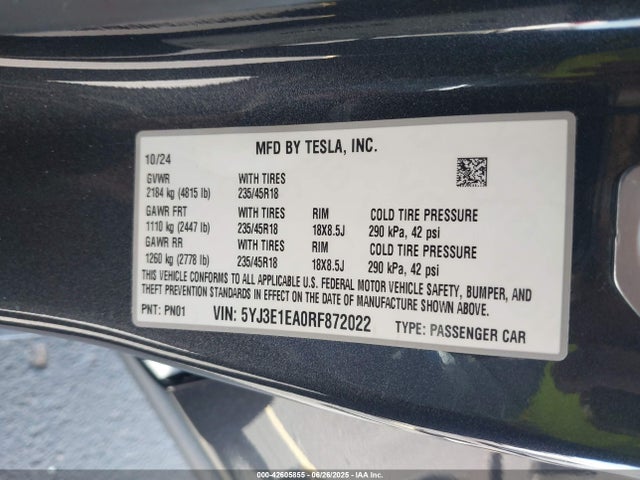 MFD BY TESLA, INC.
10/24
GVWR WITH TIRES
2184 kg (4815 lb) 235/45R18
GAWR FRT WITH TIRES RIM COLD TIRE PRESSURE
1110 kg (2447 lb) 235/45R18 18X8.5J 290 kPa, 42 psi
GAWR RR WITH TIRES RIM COLD TIRE PRESSURE
1260 kg (2778 lb) 235/45R18 18X8.5J 290 kPa, 42 psi
THIS VEHICLE CONFORMS TO ALL APPLICABLE U.S. FEDERAL MOTOR VEHICLE SAFETY, BUMPER, AND
THEFT PREVENTION STANDARDS IN EFFECT ON THE DATE OF MANUFACTURE SHOWN ABOVE.
PNT: PN01 VIN: 5YJ3E1EA0RF872022 TYPE: PASSENGER CAR
000-42605855 - 06/26/2025 - IAAI.COM